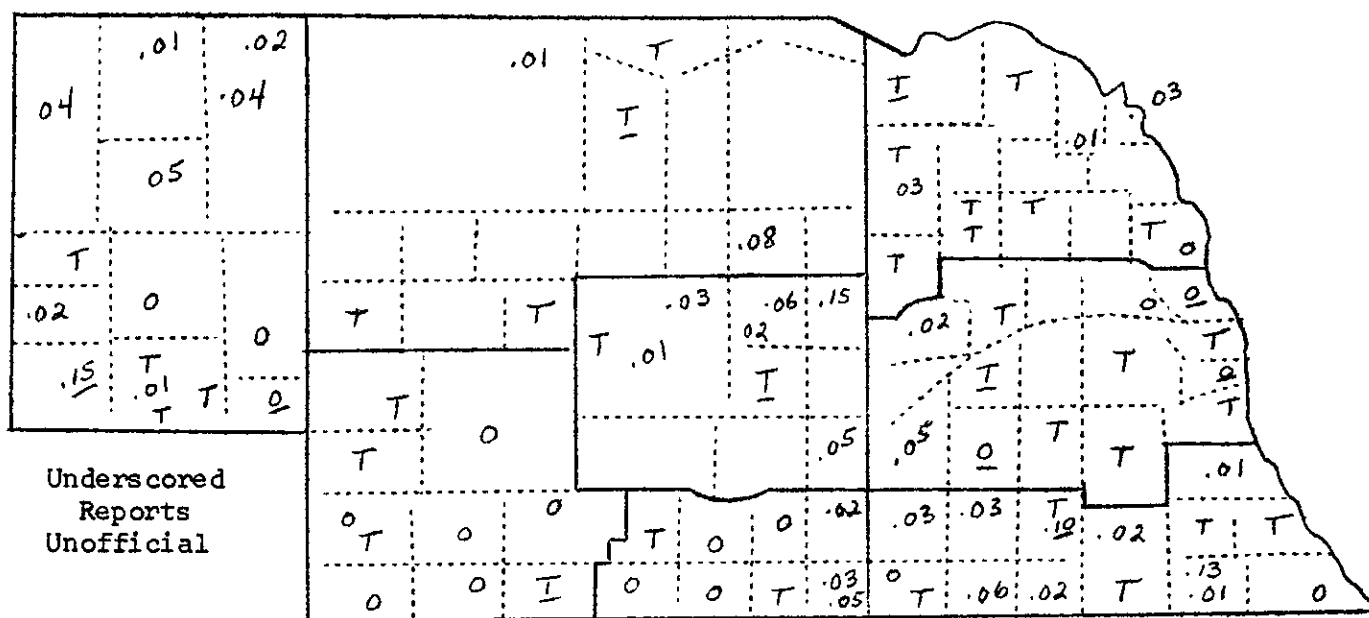 .01 .02 .01 T
04 .04 T T .03
.01
05 T
03
T T
T
T .08 T 0
T T
.02 0 .03 .06 .15 0 0
T T .02 T
0 T .01 02 T
T T
.15 .01 T 0 T T 0
T T
T .05 .05 T
T 0 0 T
Underscored .01
Reports 0 0 .02 .03 .03 T
Unofficial T 0 T 0 0 .10 .02 T T
.03 0 .13
0 0 T 0 0 T .05 T .06 .02 T .01 0